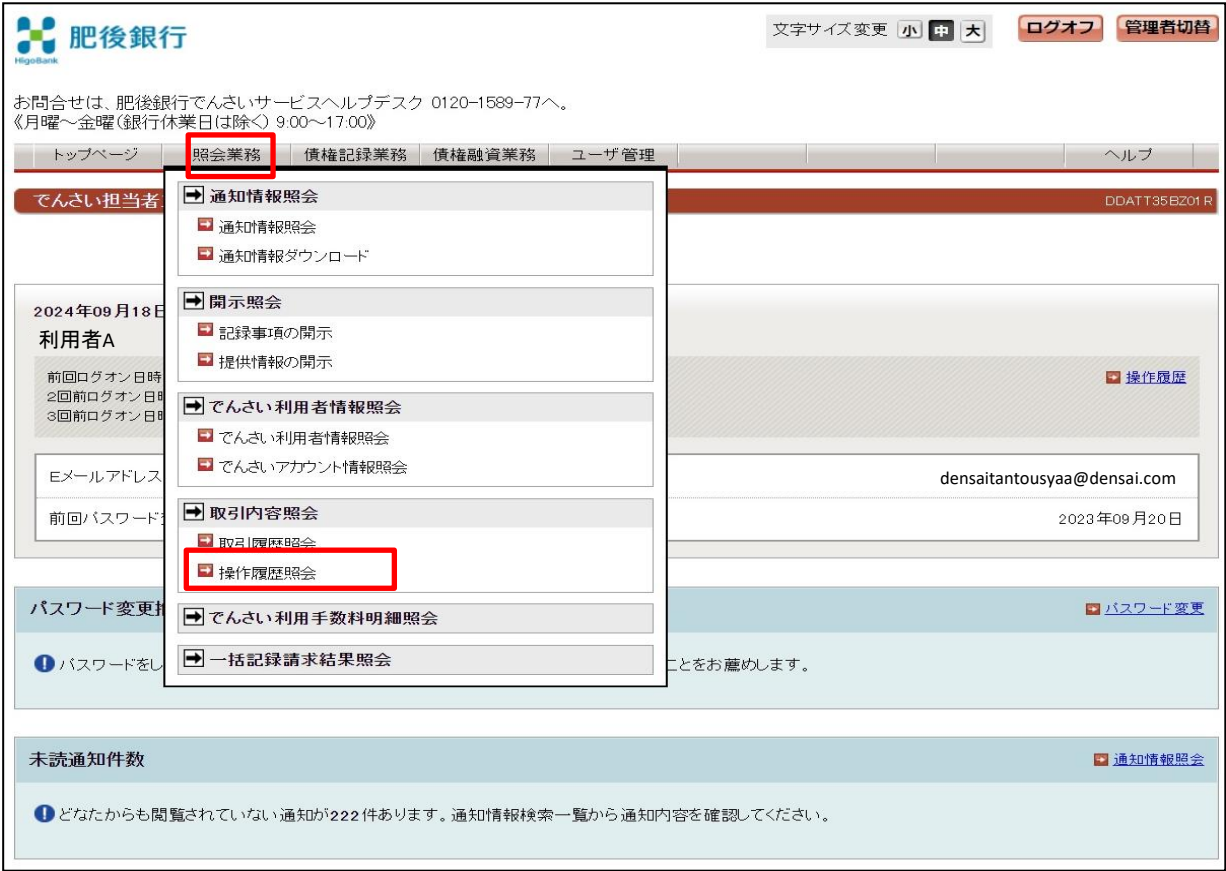 肥後銀行
HigoBank
文字サイズ変更 小 中 大
ログオフ 管理者切替
お問合せは、肥後銀行でんさいサービスヘルプデスク 0120-1589-77へ。
《月曜～金曜(銀行休業日は除く) 9:00～17:00》
トップページ 照会業務 債権記録業務 債権融資業務 ユーザ管理 ヘルプ
でんさい担当者 DDATT35BZ01R
通知情報照会
通知情報照会
通知情報ダウンロード
開示照会
記録事項の開示
提供情報の開示
でんさい利用者情報照会
でんさい利用者情報照会
でんさいアカウント情報照会
取引内容照会
取引履歴照会
操作履歴照会
でんさい利用手数料明細照会
一括記録請求結果照会
2024年09月18日
利用者A
前回ログオン日時
2回前ログオン日時
3回前ログオン日時
操作履歴
Eメールアドレス densaitantousyaa@densai.com
前回パスワード 2023年09月20日
パスワード変更 パスワード変更
パスワードをし ことをお薦めします。
未読通知件数 通知情報照会
どなたからも閲覧されていない通知が222件あります。通知情報検索一覧から通知内容を確認してください。